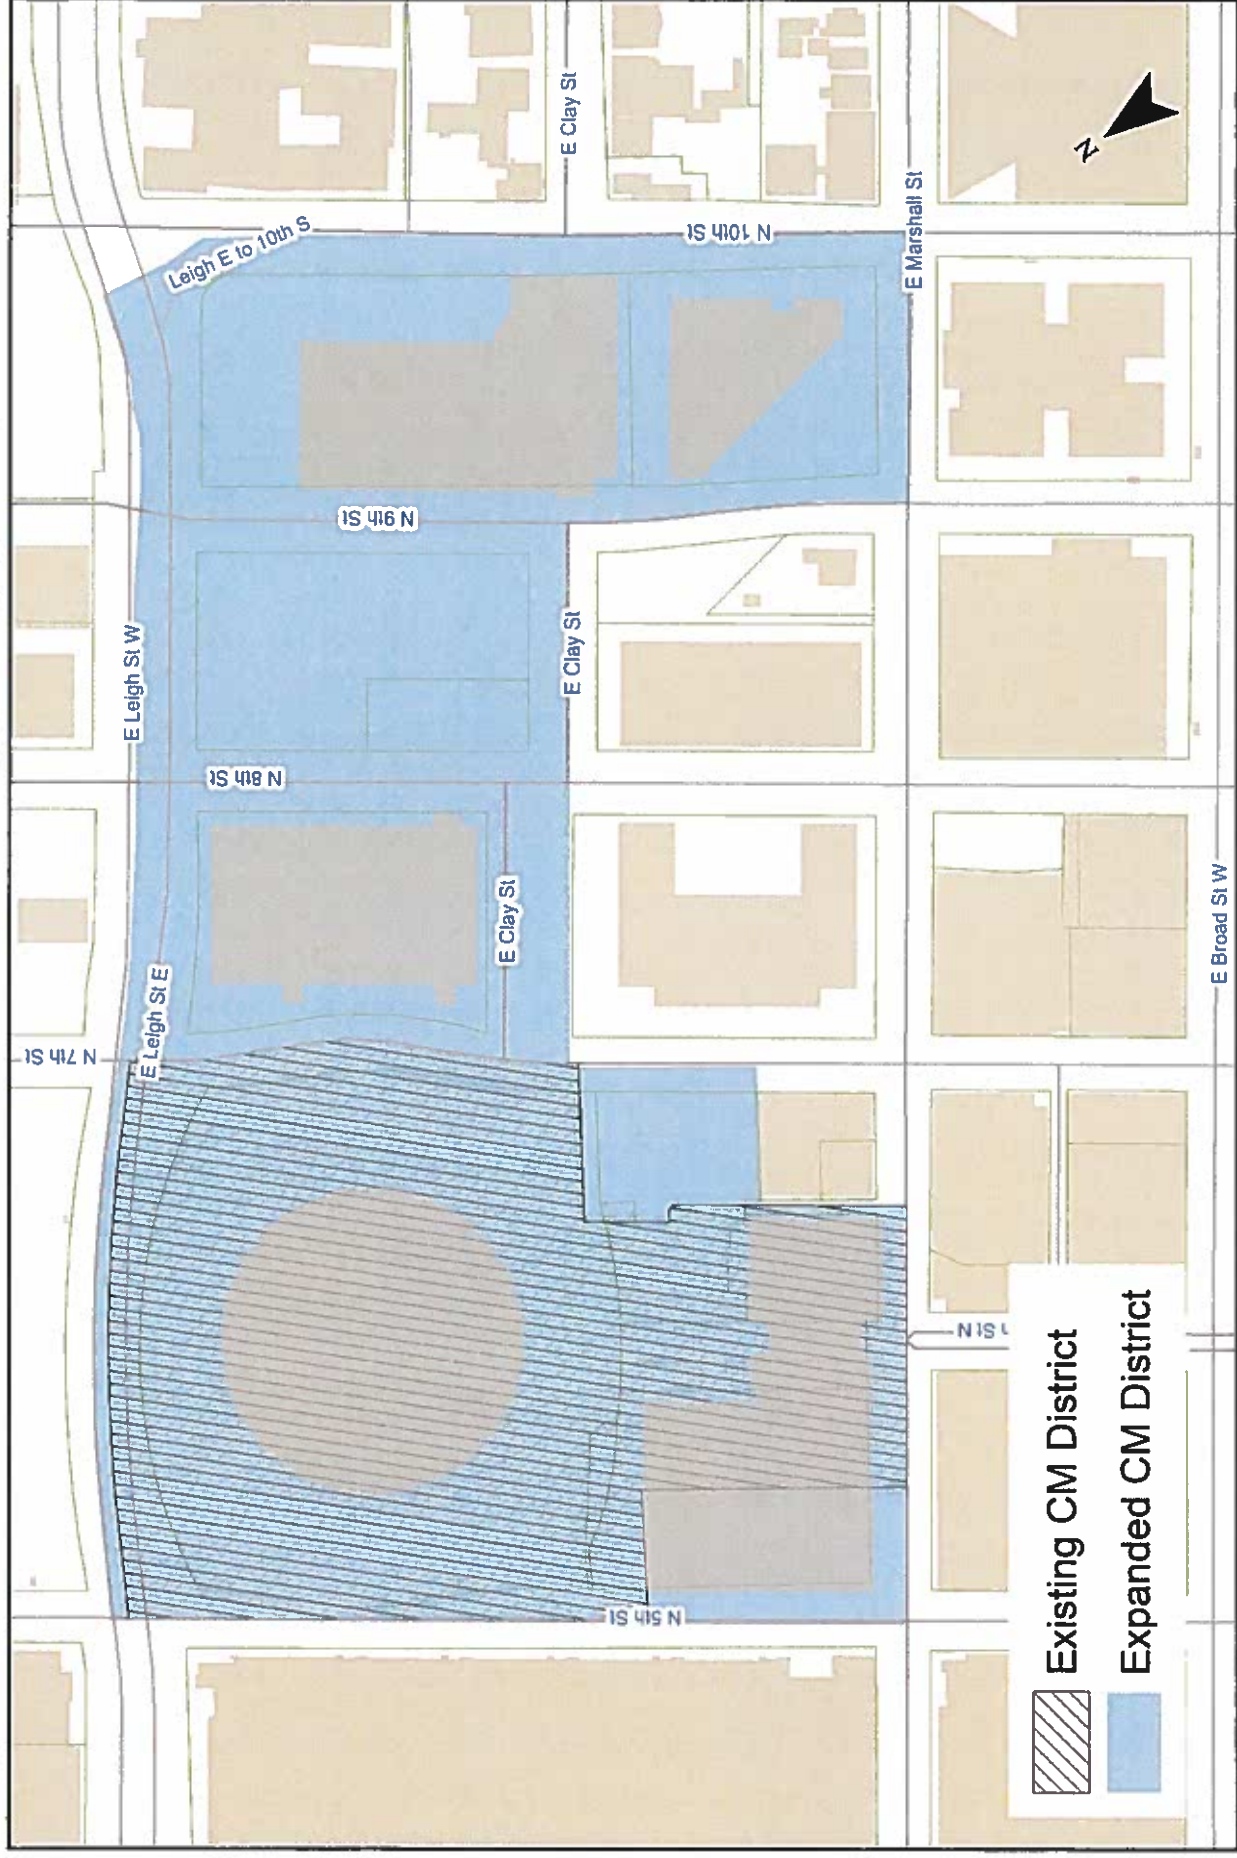 E Clay St
N 10th St
E Marshall St
Leigh E to 10th S
N
N 9th St
E Leigh St W
E Clay St
N 8th St
E Clay St
E Leigh St E
N 7th St
E Broad St W
St N
N 5th St
Existing CM District
Expanded CM District